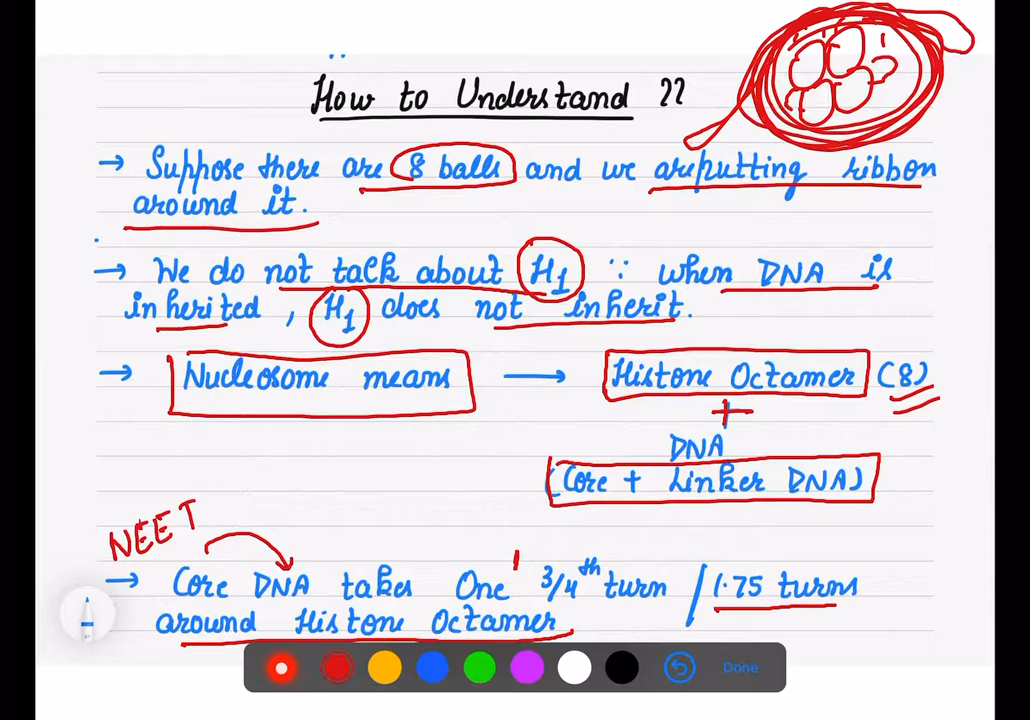 How to Understand ??
→ Suppose there are 8 balls and we are putting ribbon
around it.
→ We do not talk about H1 ∵ when DNA is
inherited, H1 does not inherit.
→ Nucleosome means → Histone Octamer (8)
+
DNA
(Core + Linker DNA)
NEET
→ Core DNA takes One 3/4th turn / 1.75 turns
around Histone Octamer
Done